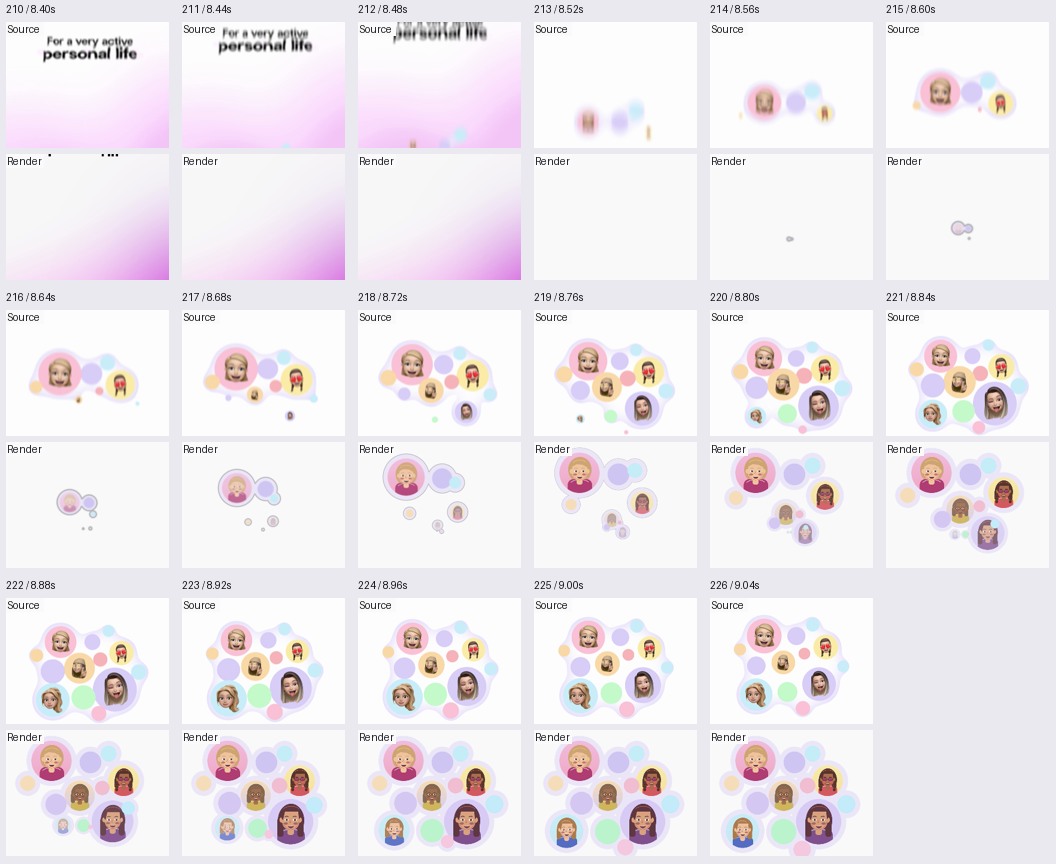 210 / 8.40s
211 / 8.44s
212 / 8.48s
213 / 8.52s
214 / 8.56s
215 / 8.60s
Source
For a very active
personal life
Source
For a very active
personal life
Source
personal life
Source
Source
Source
Render
Render
Render
Render
Render
Render
216 / 8.64s
217 / 8.68s
218 / 8.72s
219 / 8.76s
220 / 8.80s
221 / 8.84s
Source
Source
Source
Source
Source
Source
Render
Render
Render
Render
Render
Render
222 / 8.88s
223 / 8.92s
224 / 8.96s
225 / 9.00s
226 / 9.04s
Source
Source
Source
Source
Source
Render
Render
Render
Render
Render